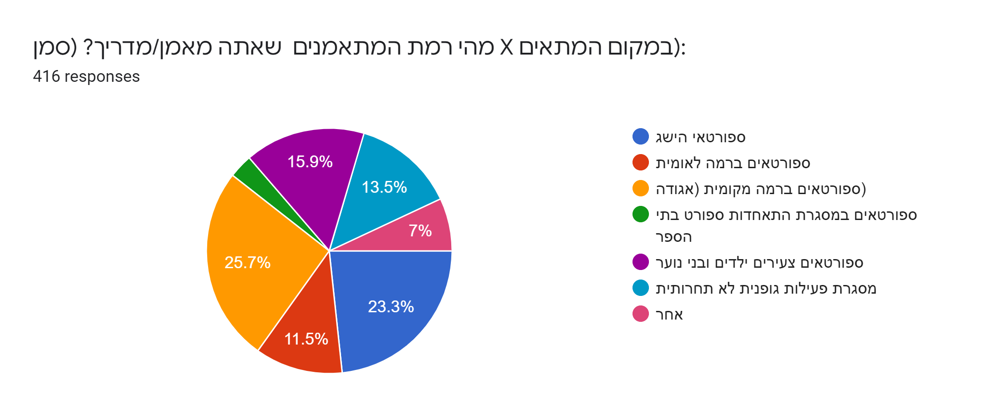 מהי רמת המתאמנים  שאתה מאמן/מדריך? (סמן X במקום המתאים):
416 responses
15.9%
13.5%
7%
25.7%
23.3%
11.5%
ספורטאי הישג
ספורטאים ברמה לאומית
ספורטאים ברמה מקומית (אגודה)
ספורטאים במסגרת התאחדות ספורט בתי
הספר
ספורטאים צעירים ילדים ובני נוער
מסגרת פעילות גופנית לא תחרותית
אחר